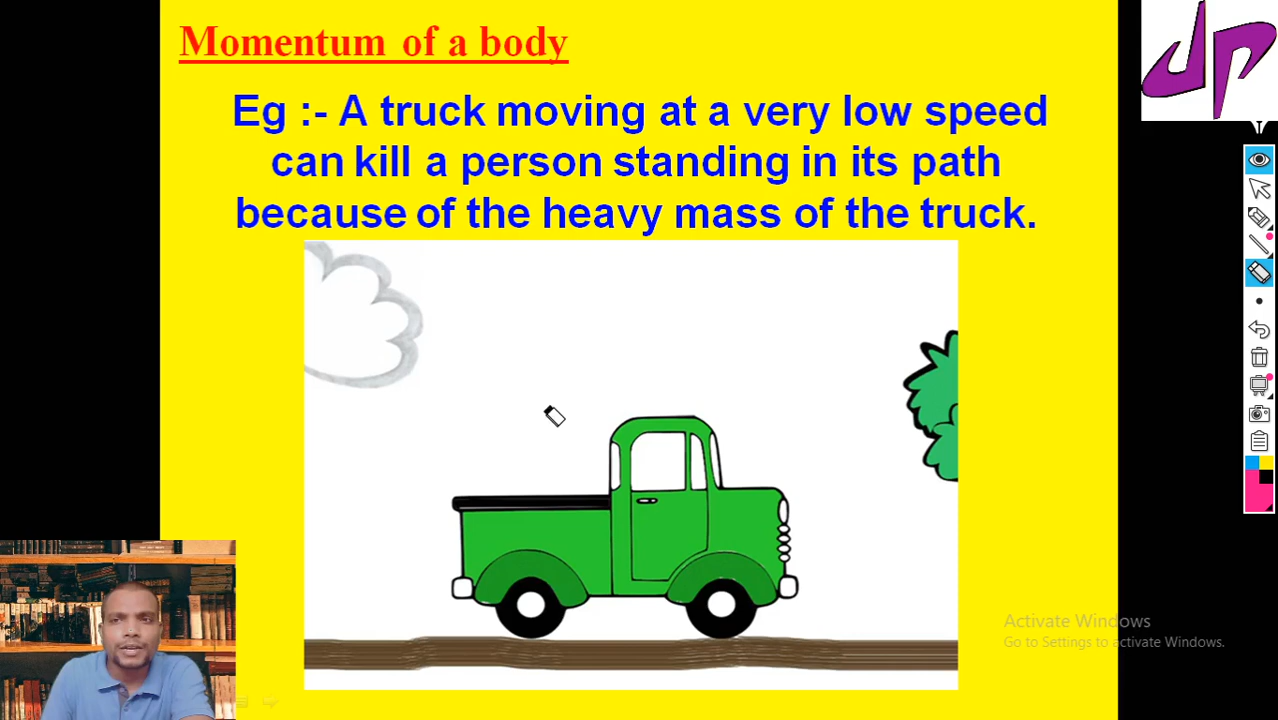 Momentum of a body
Eg :- A truck moving at a very low speed
can kill a person standing in its path
because of the heavy mass of the truck.
dp
Activate Windows
Go to Settings to activate Windows.